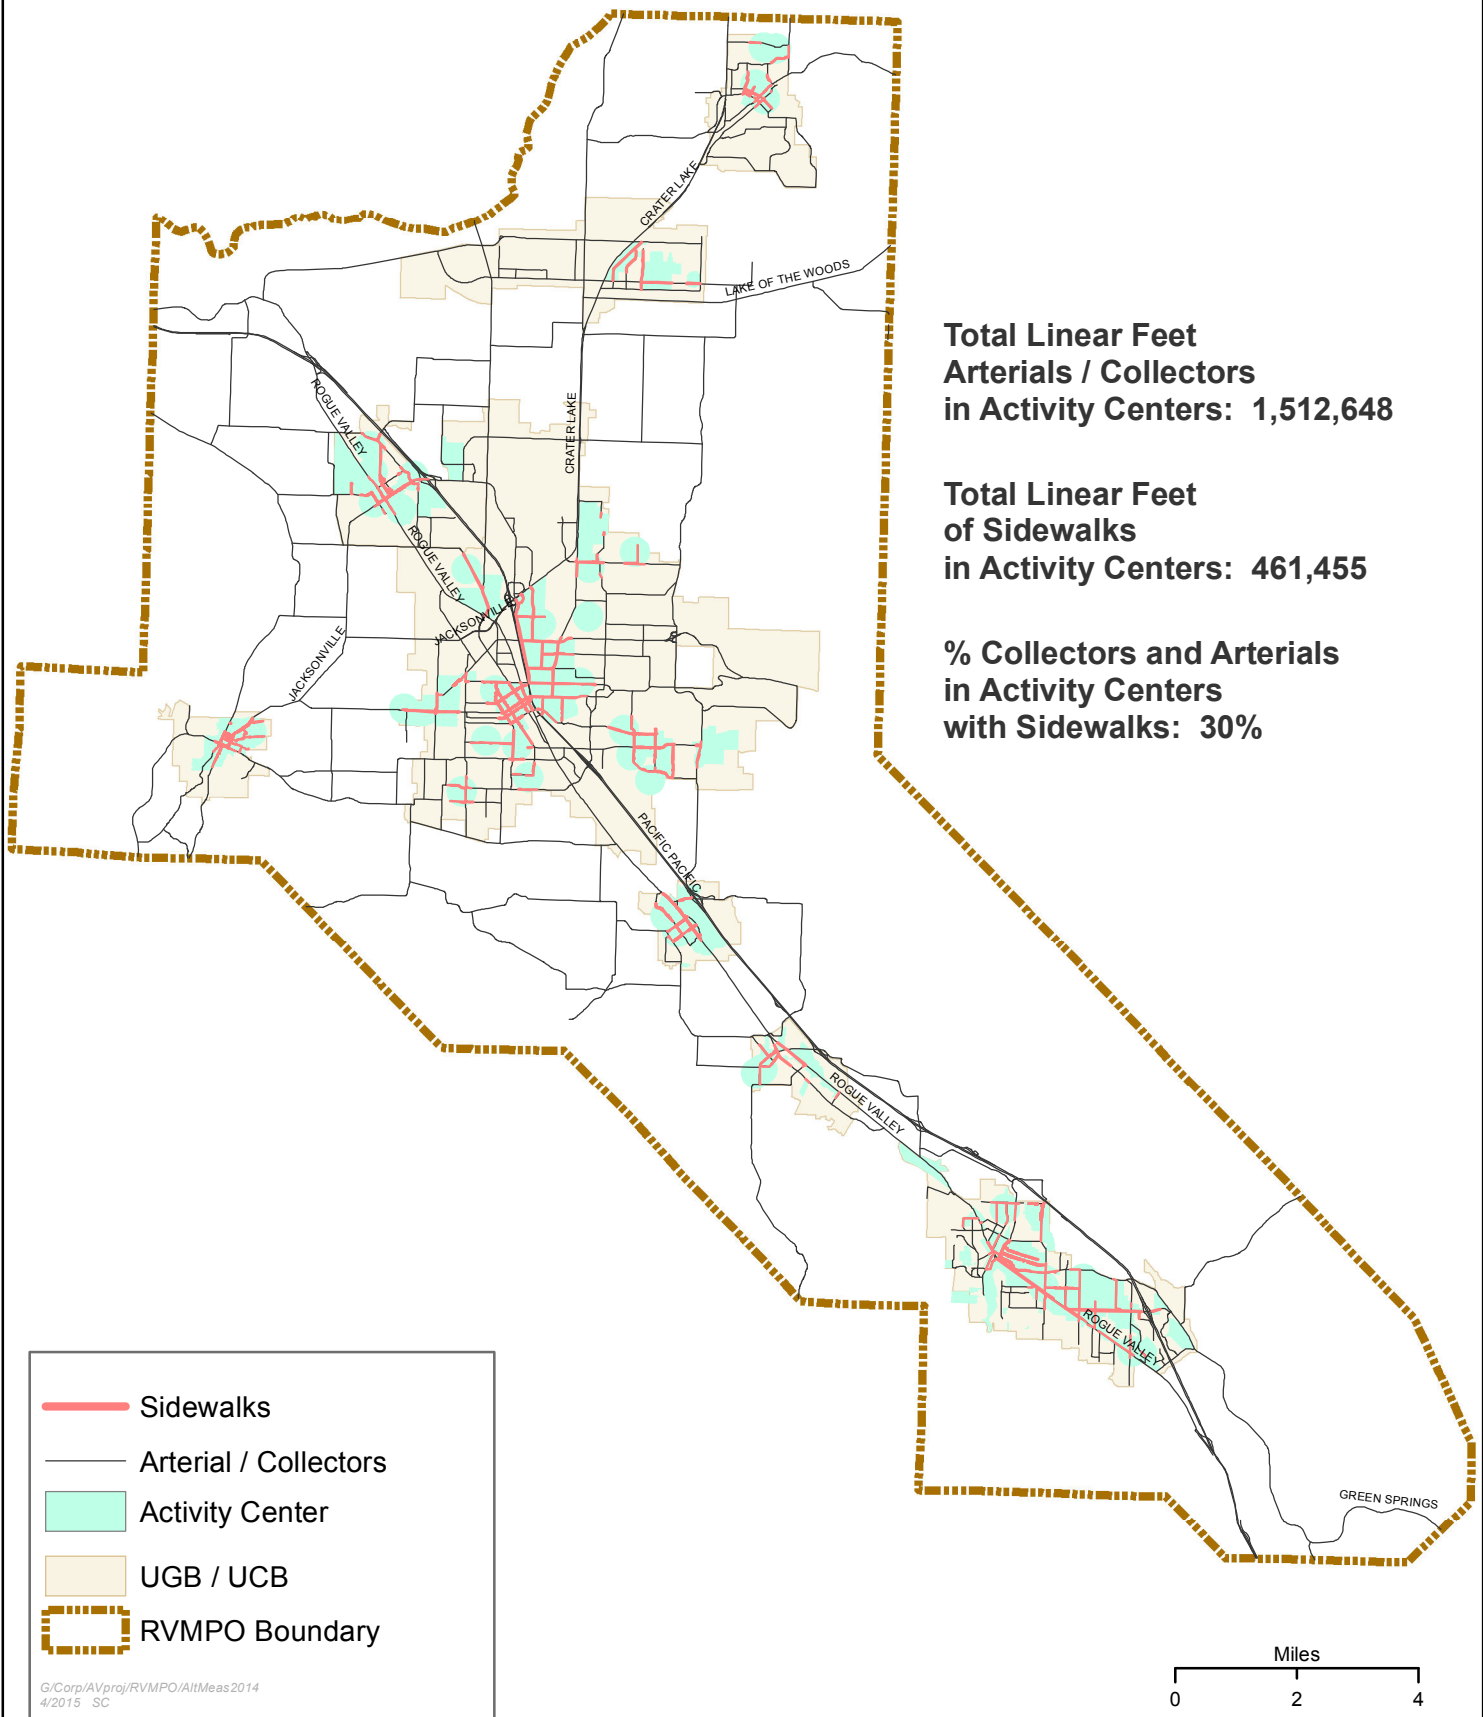 CRATER LAKE
LAKE OF THE WOODS
ROGUE VALLEY
CRATER LAKE
ROGUE VALLEY
JACKSONVILLE
JACKSONVILLE
PACIFIC PACIFIC
ROGUE VALLEY
ROGUE VALLEY
GREEN SPRINGS
Total Linear Feet
Arterials / Collectors
in Activity Centers: 1,512,648
Total Linear Feet
of Sidewalks
in Activity Centers: 461,455
% Collectors and Arterials
in Activity Centers
with Sidewalks: 30%
Sidewalks
Arterial / Collectors
Activity Center
UGB / UCB
RVMPO Boundary
G/Corp/AVproj/RVMPO/AltMeas2014
4/2015 SC
Miles
0 2 4